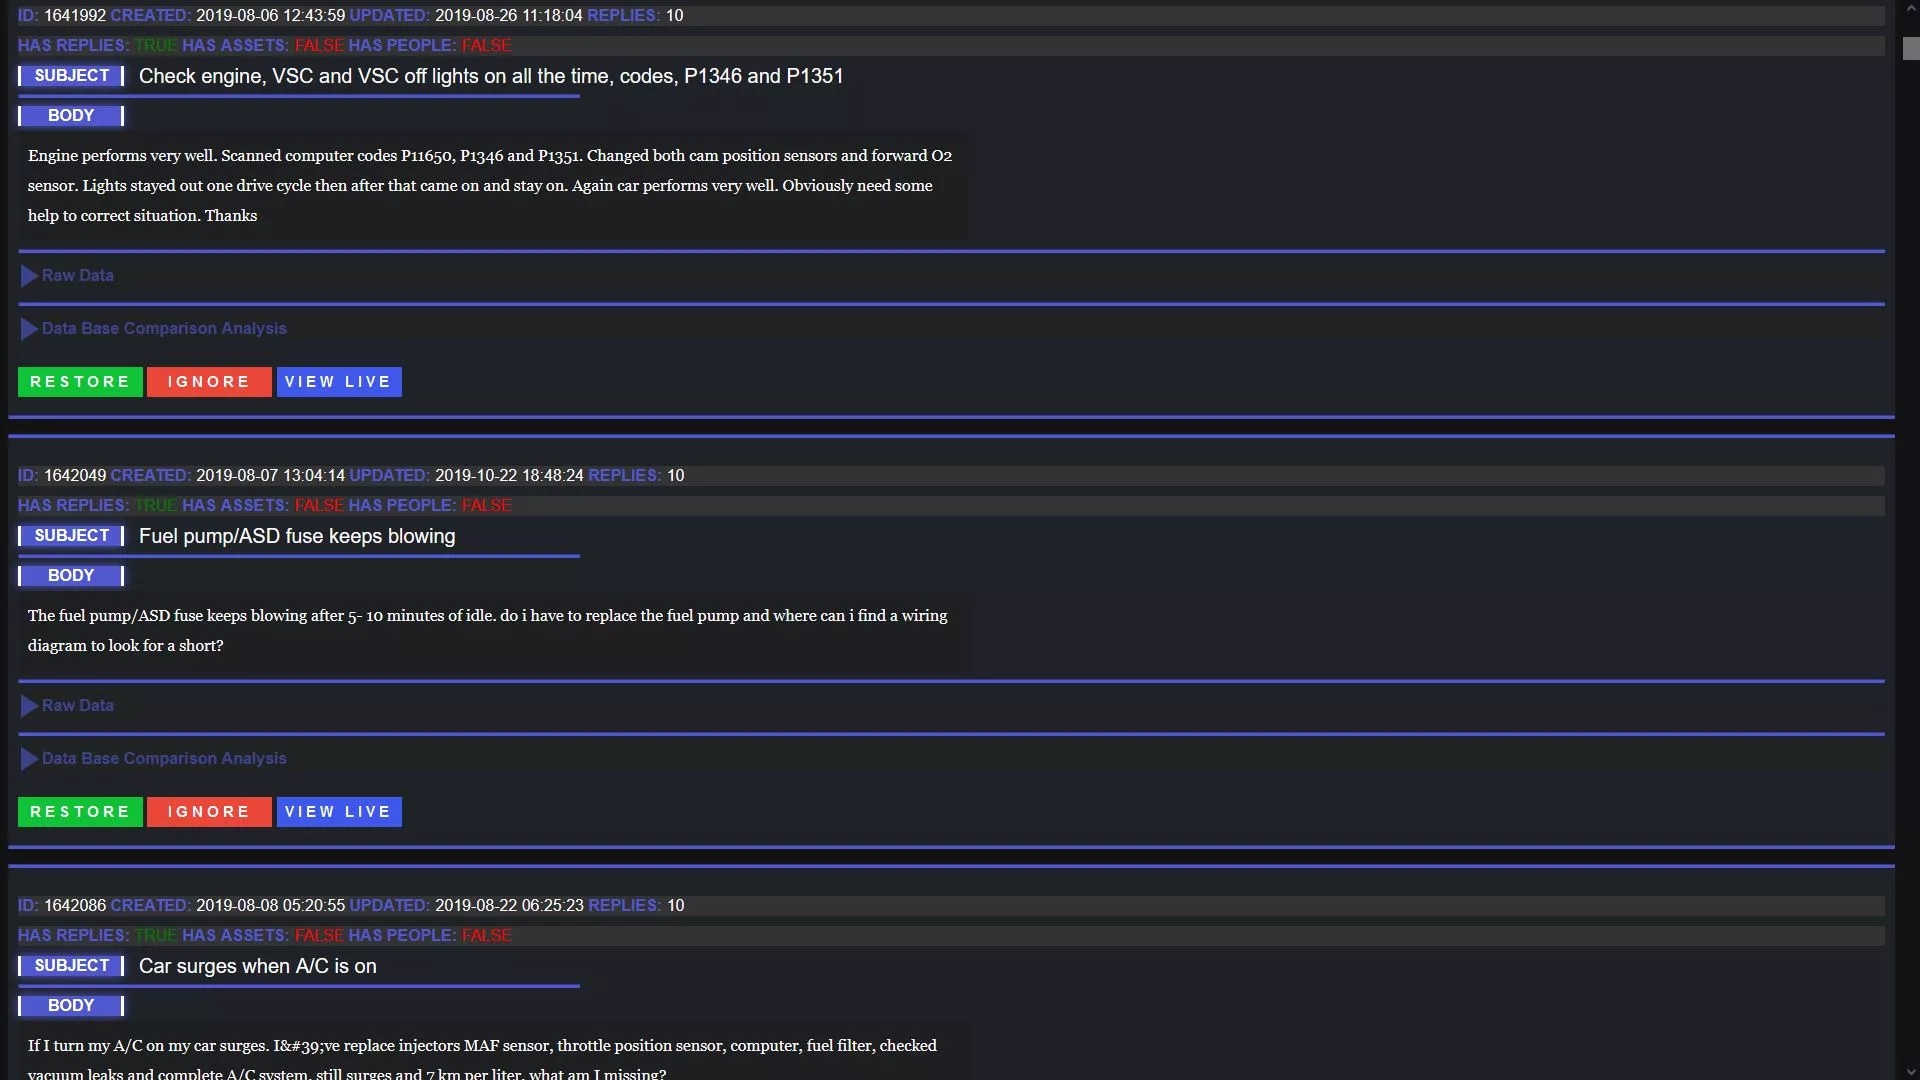 ID: 1641992 CREATED: 2019-08-06 12:43:59 UPDATED: 2019-08-26 11:18:04 REPLIES: 10
HAS REPLIES: TRUE HAS ASSETS: FALSE HAS PEOPLE: FALSE
SUBJECT Check engine, VSC and VSC off lights on all the time, codes, P1346 and P1351
BODY
Engine performs very well. Scanned computer codes P11650, P1346 and P1351. Changed both cam position sensors and forward O2
sensor. Lights stayed out one drive cycle then after that came on and stay on. Again car performs very well. Obviously need some
help to correct situation. Thanks
Raw Data
Data Base Comparison Analysis
RESTORE IGNORE VIEW LIVE
ID: 1642049 CREATED: 2019-08-07 13:04:14 UPDATED: 2019-10-22 18:48:24 REPLIES: 10
HAS REPLIES: TRUE HAS ASSETS: FALSE HAS PEOPLE: FALSE
SUBJECT Fuel pump/ASD fuse keeps blowing
BODY
The fuel pump/ASD fuse keeps blowing after 5- 10 minutes of idle. do i have to replace the fuel pump and where can i find a wiring
diagram to look for a short?
Raw Data
Data Base Comparison Analysis
RESTORE IGNORE VIEW LIVE
ID: 1642086 CREATED: 2019-08-08 05:20:55 UPDATED: 2019-08-22 06:25:23 REPLIES: 10
HAS REPLIES: TRUE HAS ASSETS: FALSE HAS PEOPLE: FALSE
SUBJECT Car surges when A/C is on
BODY
If I turn my A/C on my car surges. I&#39;ve replace injectors MAF sensor, throttle position sensor, computer, fuel filter, checked
vacuum leaks and complete A/C system, still surges and 7 km per liter, what am I missing?